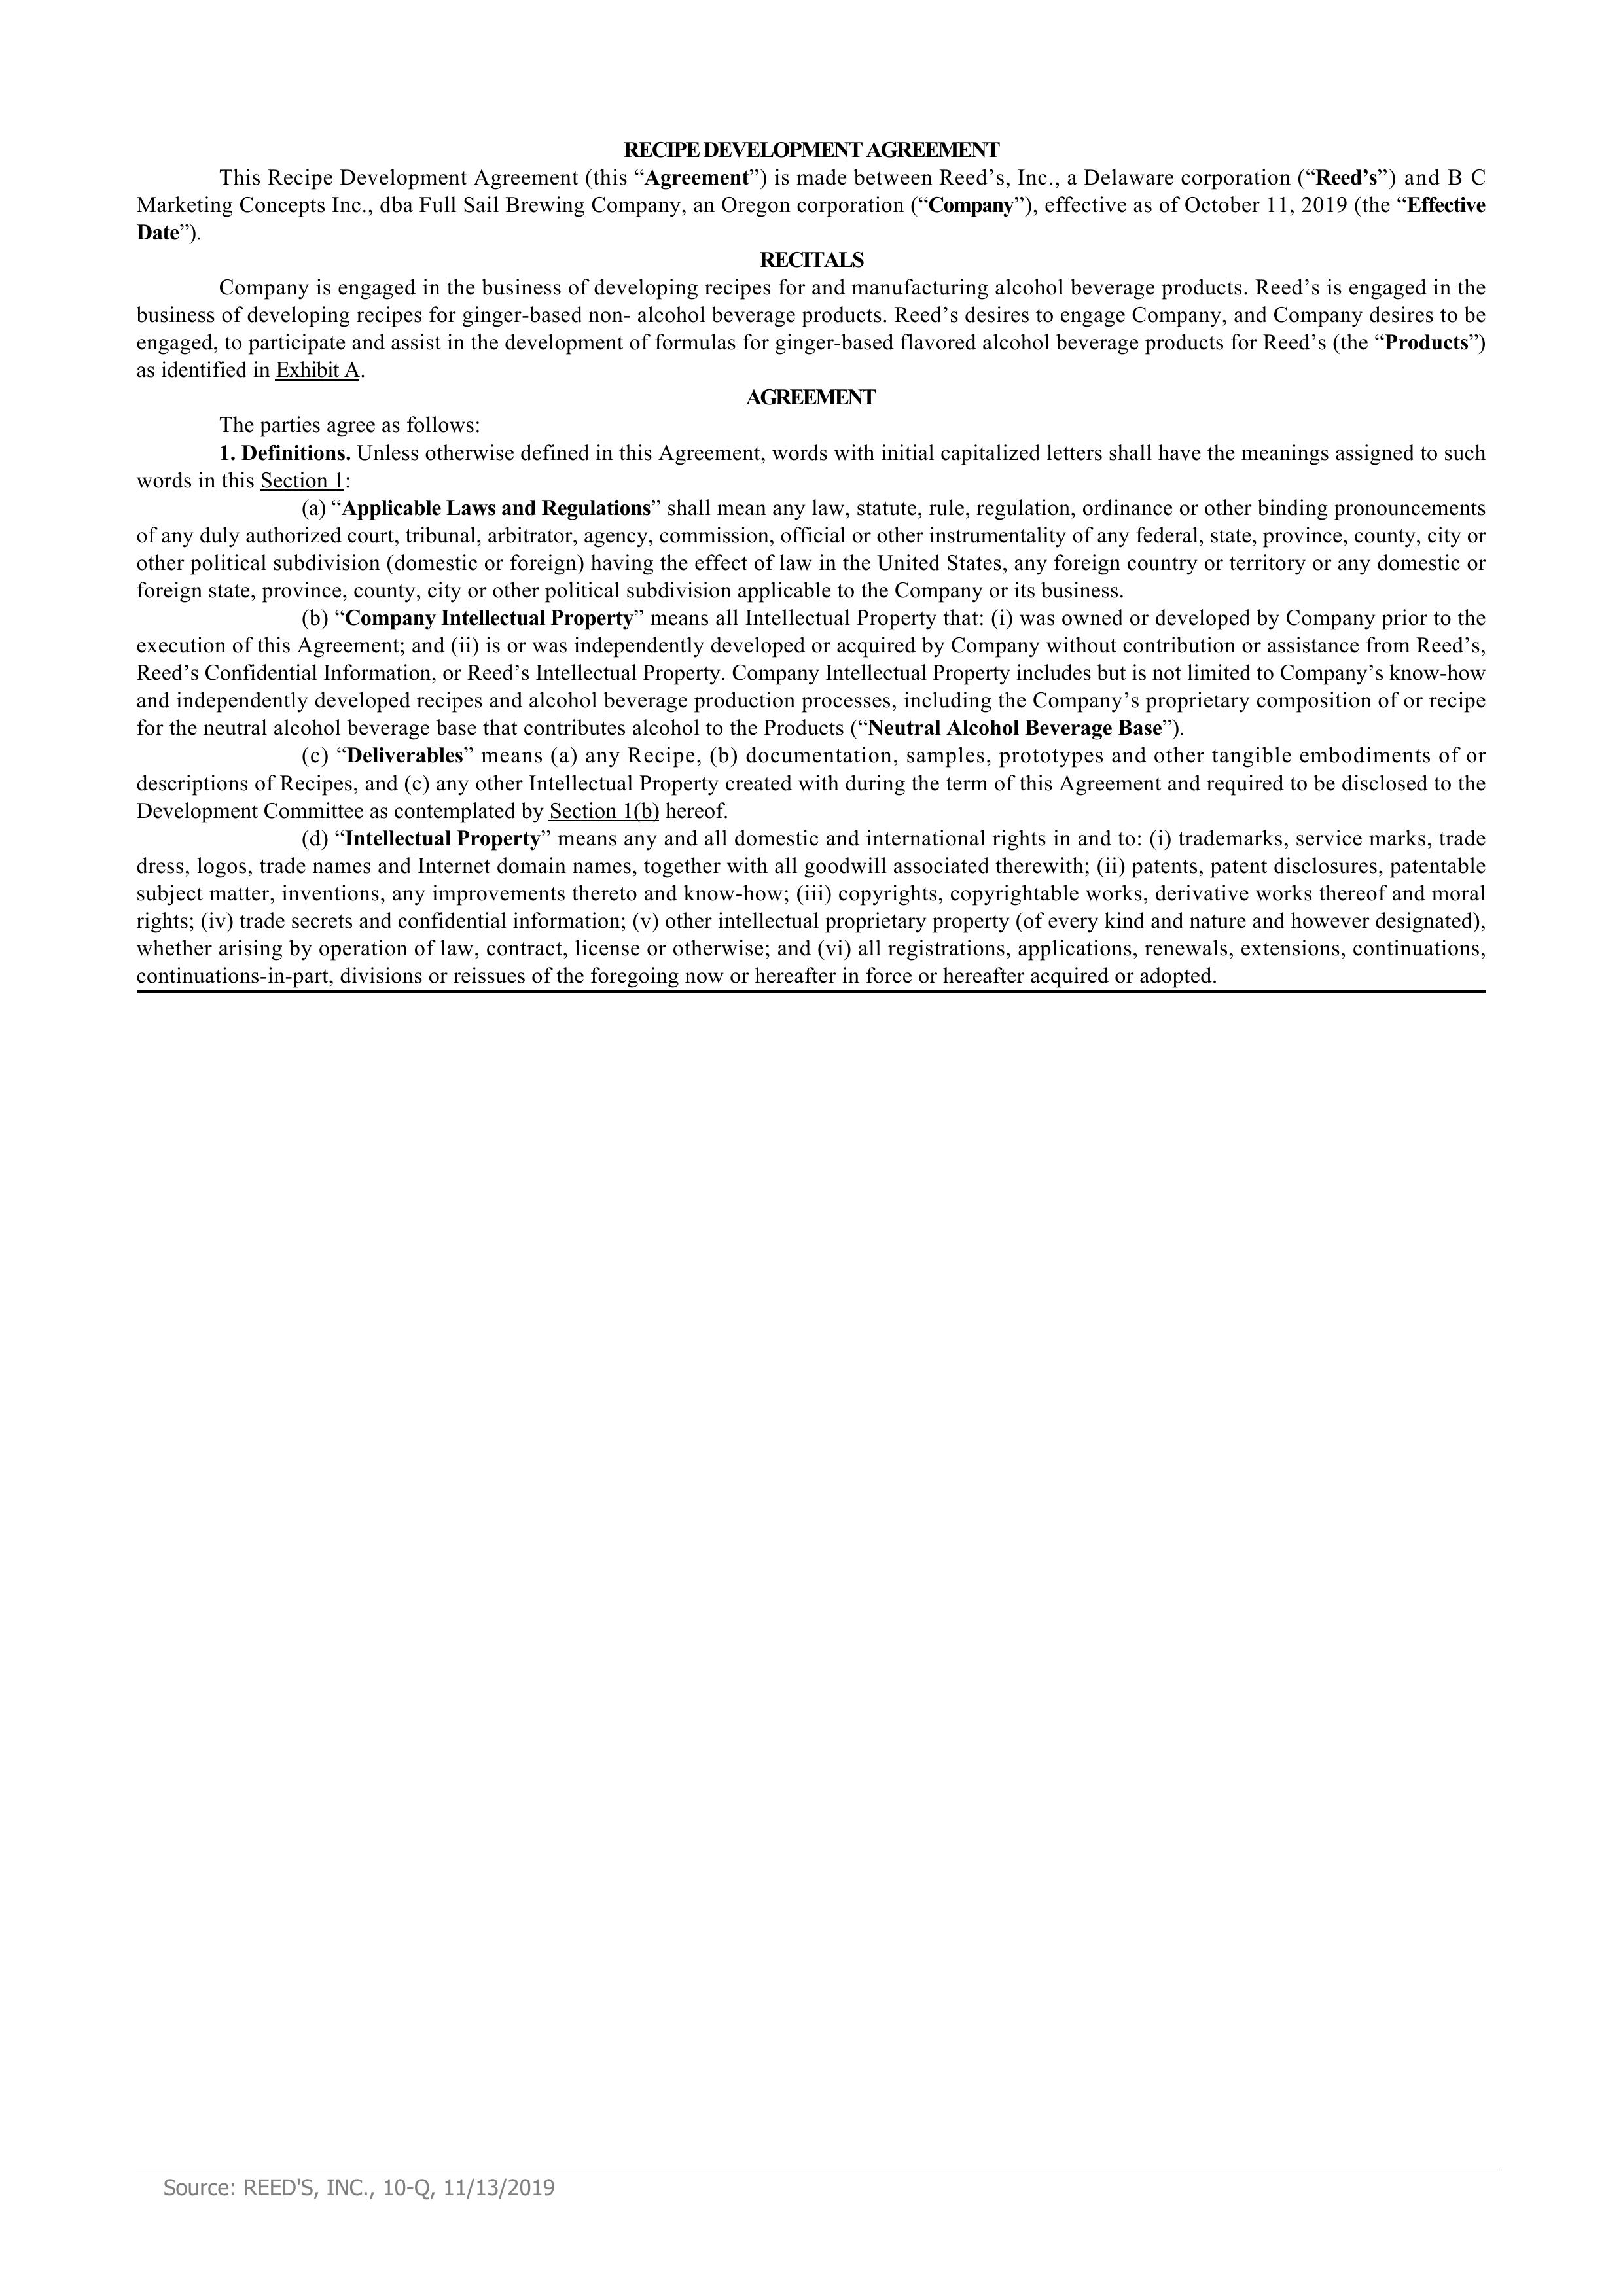 RECIPE DEVELOPMENT AGREEMENT
This Recipe Development Agreement (this “Agreement”) is made between Reed’s, Inc., a Delaware corporation (“Reed’s”) and B C
Marketing Concepts Inc., dba Full Sail Brewing Company, an Oregon corporation (“Company”), effective as of October 11, 2019 (the “Effective
Date”).
RECITALS
Company is engaged in the business of developing recipes for and manufacturing alcohol beverage products. Reed’s is engaged in the
business of developing recipes for ginger-based non- alcohol beverage products. Reed’s desires to engage Company, and Company desires to be
engaged, to participate and assist in the development of formulas for ginger-based flavored alcohol beverage products for Reed’s (the “Products”)
as identified in Exhibit A.
AGREEMENT
The parties agree as follows:
1. Definitions. Unless otherwise defined in this Agreement, words with initial capitalized letters shall have the meanings assigned to such
words in this Section 1:
(a) “Applicable Laws and Regulations” shall mean any law, statute, rule, regulation, ordinance or other binding pronouncements
of any duly authorized court, tribunal, arbitrator, agency, commission, official or other instrumentality of any federal, state, province, county, city or
other political subdivision (domestic or foreign) having the effect of law in the United States, any foreign country or territory or any domestic or
foreign state, province, county, city or other political subdivision applicable to the Company or its business.
(b) “Company Intellectual Property” means all Intellectual Property that: (i) was owned or developed by Company prior to the
execution of this Agreement; and (ii) is or was independently developed or acquired by Company without contribution or assistance from Reed’s,
Reed’s Confidential Information, or Reed’s Intellectual Property. Company Intellectual Property includes but is not limited to Company’s know-how
and independently developed recipes and alcohol beverage production processes, including the Company’s proprietary composition of or recipe
for the neutral alcohol beverage base that contributes alcohol to the Products (“Neutral Alcohol Beverage Base”).
(c) “Deliverables” means (a) any Recipe, (b) documentation, samples, prototypes and other tangible embodiments of or
descriptions of Recipes, and (c) any other Intellectual Property created with during the term of this Agreement and required to be disclosed to the
Development Committee as contemplated by Section 1(b) hereof.
(d) “Intellectual Property” means any and all domestic and international rights in and to: (i) trademarks, service marks, trade
dress, logos, trade names and Internet domain names, together with all goodwill associated therewith; (ii) patents, patent disclosures, patentable
subject matter, inventions, any improvements thereto and know-how; (iii) copyrights, copyrightable works, derivative works thereof and moral
rights; (iv) trade secrets and confidential information; (v) other intellectual proprietary property (of every kind and nature and however designated),
whether arising by operation of law, contract, license or otherwise; and (vi) all registrations, applications, renewals, extensions, continuations,
continuations-in-part, divisions or reissues of the foregoing now or hereafter in force or hereafter acquired or adopted.
Source: REED'S, INC., 10-Q, 11/13/2019